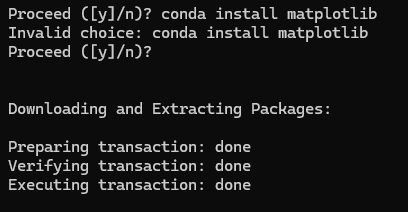 Proceed ([y]/n)? conda install matplotlib
Invalid choice: conda install matplotlib
Proceed ([y]/n)?
Downloading and Extracting Packages:
Preparing transaction: done
Verifying transaction: done
Executing transaction: done